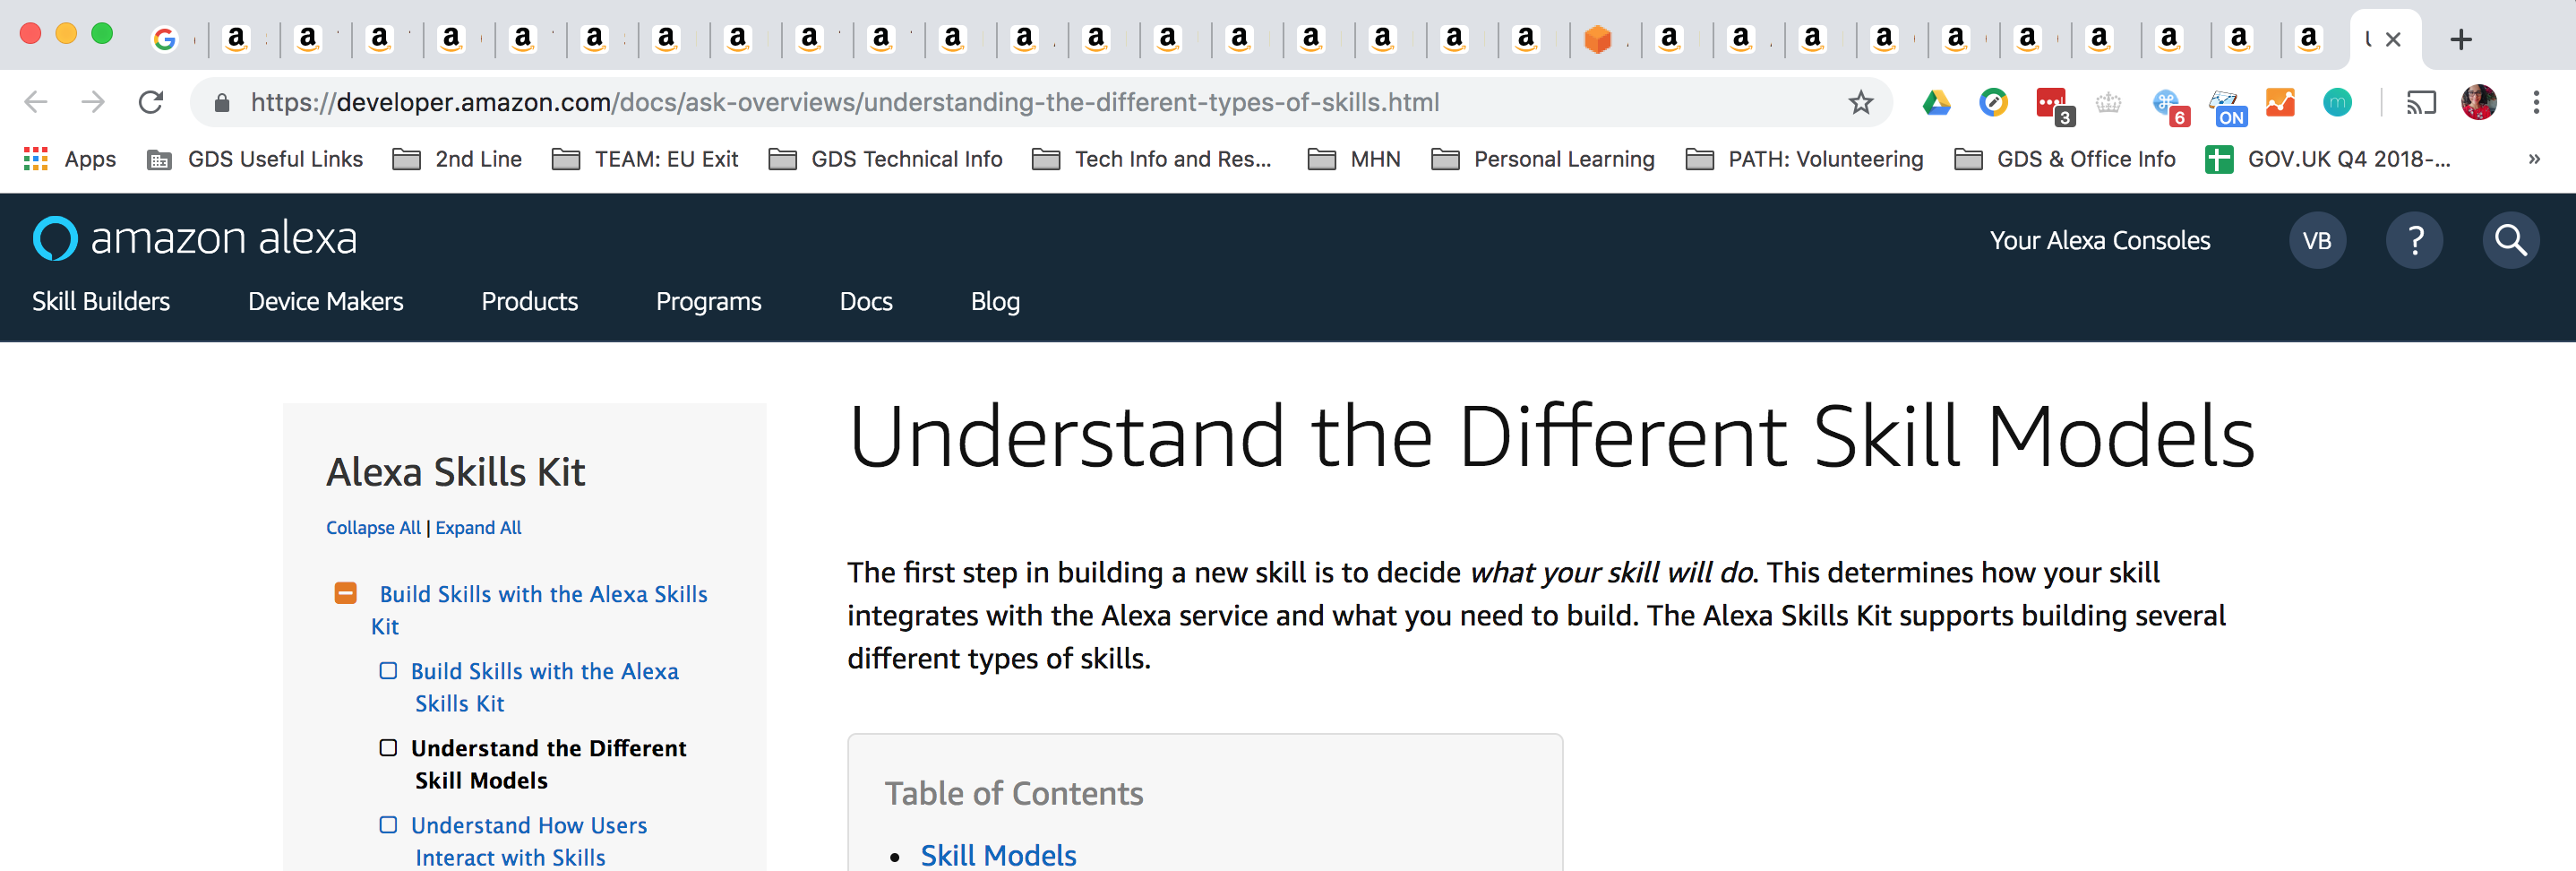 https://developer.amazon.com/docs/ask-overviews/understanding-the-different-types-of-skills.html
3
6
ON
m
Apps GDS Useful Links 2nd Line TEAM: EU Exit GDS Technical Info Tech Info and Res... MHN Personal Learning PATH: Volunteering GDS & Office Info GOV.UK Q4 2018-... »
amazon alexa
Your Alexa Consoles VB ?
Skill Builders Device Makers Products Programs Docs Blog
Alexa Skills Kit
Collapse All | Expand All
Build Skills with the Alexa Skills
Kit
Build Skills with the Alexa
Skills Kit
Understand the Different
Skill Models
Understand How Users
Interact with Skills
Understand the Different Skill Models
The first step in building a new skill is to decide what your skill will do. This determines how your skill
integrates with the Alexa service and what you need to build. The Alexa Skills Kit supports building several
different types of skills.
Table of Contents
• Skill Models